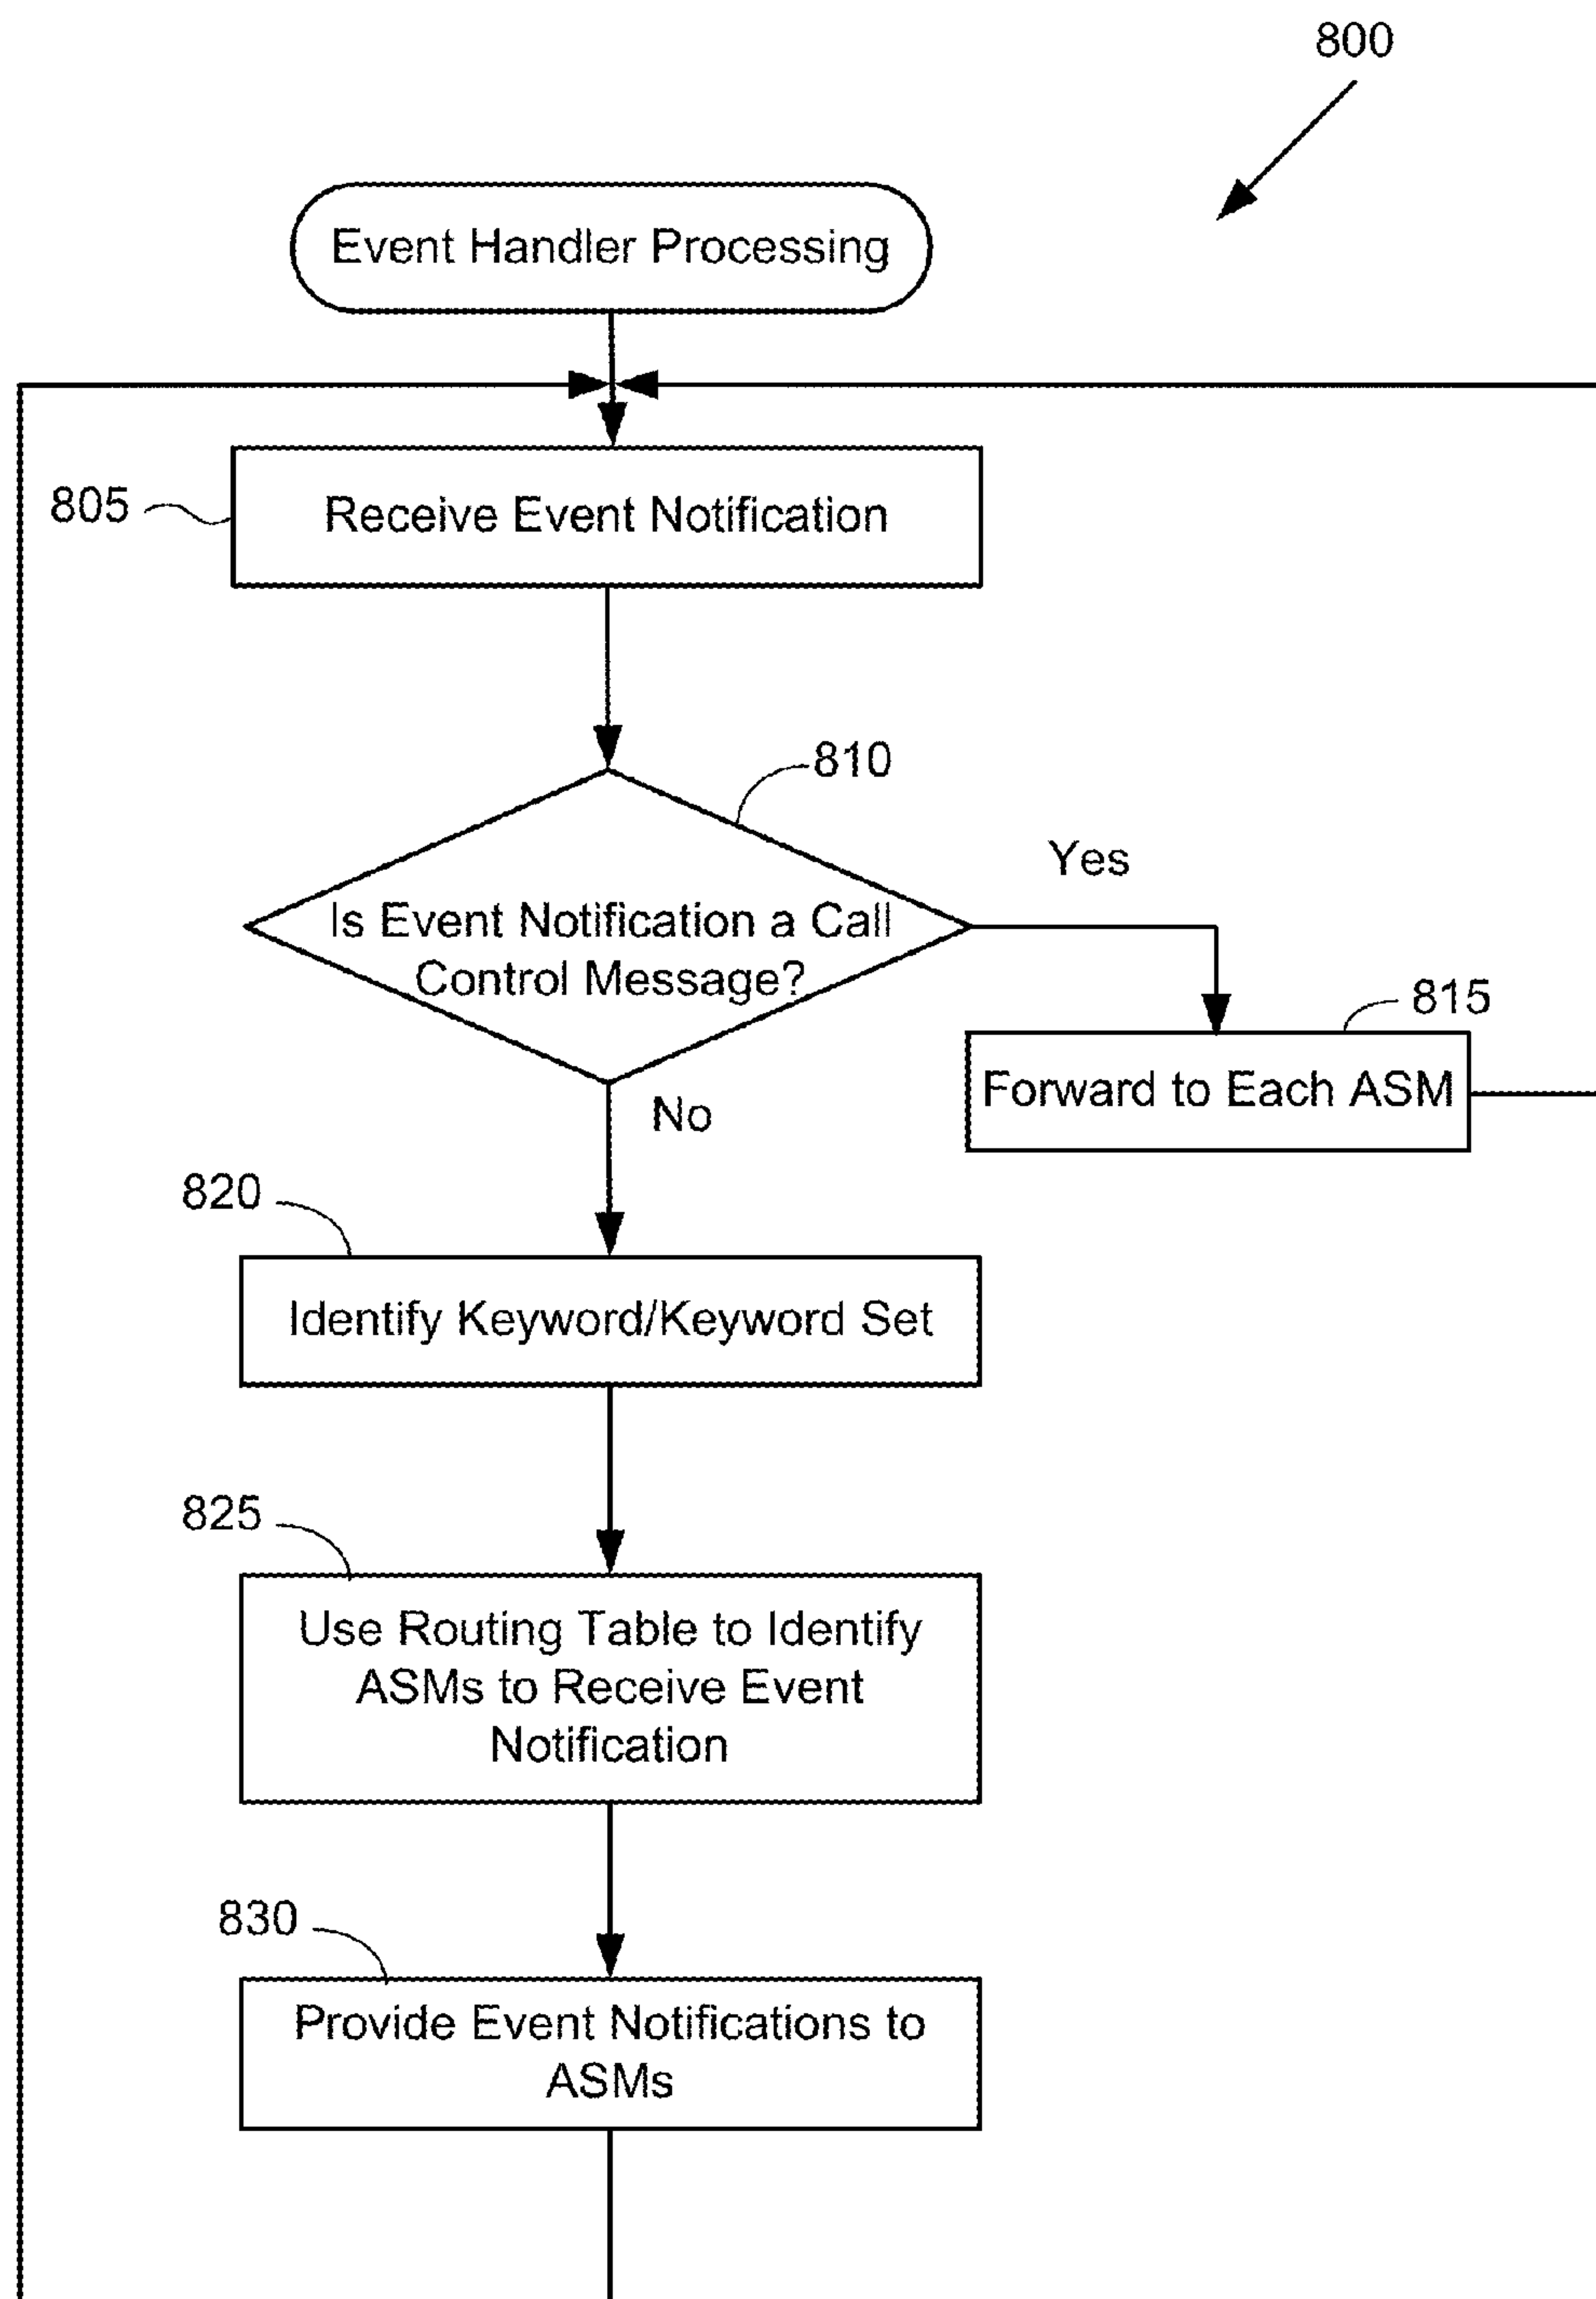 800
Event Handler Processing
805
Receive Event Notification
810
Is Event Notification a Call
Control Message?
Yes
815
Forward to Each ASM
No
820
Identify Keyword/Keyword Set
825
Use Routing Table to Identify
ASMs to Receive Event
Notification
830
Provide Event Notifications to
ASMs